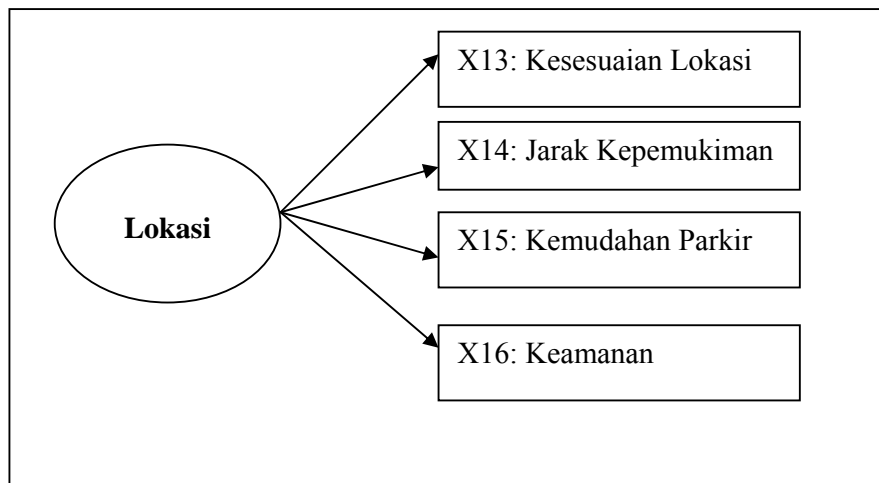 X13: Kesesuaian Lokasi
X14: Jarak Kepemukiman
Lokasi
X15: Kemudahan Parkir
X16: Keamanan